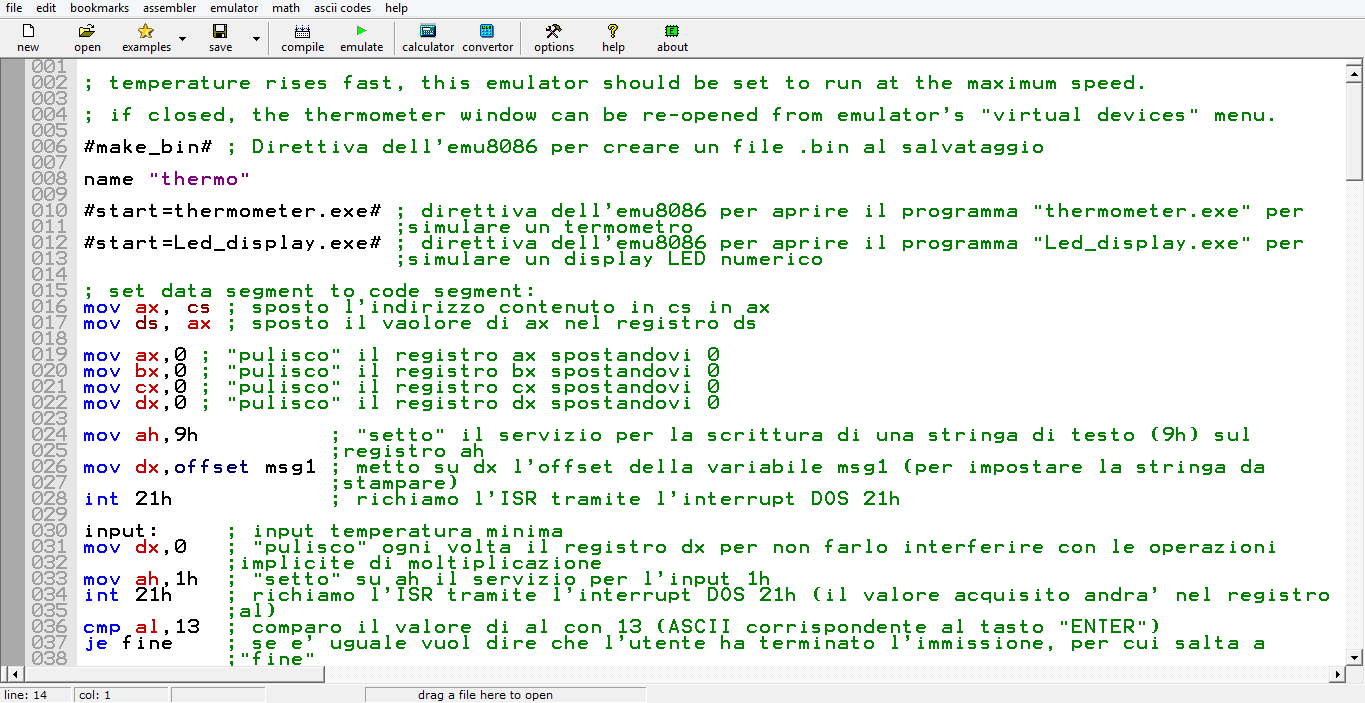 file edit bookmarks assembler emulator math ascii codes help
new open examples save compile emulate calculator convertor options help about
001
002 ; temperature rises fast, this emulator should be set to run at the maximum speed.
003
004 ; if closed, the thermometer window can be re-opened from emulator's "virtual devices" menu.
005
006 #make_bin# ; Direttiva dell'emu8086 per creare un file .bin al salvataggio
007
008 name "thermo"
009
010 #start=thermometer.exe# ; direttiva dell'emu8086 per aprire il programma "thermometer.exe" per
011 ;simulare un termometro
012 #start=Led_display.exe# ; direttiva dell'emu8086 per aprire il programma "Led_display.exe" per
013 ;simulare un display LED numerico
014
015 ; set data segment to code segment:
016 mov ax, cs ; sposto l'indirizzo contenuto in cs in ax
017 mov ds, ax ; sposto il vaolore di ax nel registro ds
018
019 mov ax,0 ; "pulisco" il registro ax spostandovi 0
020 mov bx,0 ; "pulisco" il registro bx spostandovi 0
021 mov cx,0 ; "pulisco" il registro cx spostandovi 0
022 mov dx,0 ; "pulisco" il registro dx spostandovi 0
023
024 mov ah,9h ; "setto" il servizio per la scrittura di una stringa di testo (9h) sul
025 ;registro ah
026 mov dx,offset msg1 ; metto su dx l'offset della variabile msg1 (per impostare la stringa da
027 ;stampare)
028 int 21h ; richiamo l'ISR tramite l'interrupt DOS 21h
029
030 input: ; input temperatura minima
031 mov dx,0 ; "pulisco" ogni volta il registro dx per non farlo interferire con le operazioni
032 ;implicite di moltiplicazione
033 mov ah,1h ; "setto" su ah il servizio per l'input 1h
034 int 21h ; richiamo l'ISR tramite l'interrupt DOS 21h (il valore acquisito andra' nel registro
035 ;al)
036 cmp al,13 ; comparo il valore di al con 13 (ASCII corrispondente al tasto "ENTER")
037 je fine ; se e' uguale vuol dire che l'utente ha terminato l'immissione, per cui salta a
038 ;"fine"
line: 14 col: 1 drag a file here to open